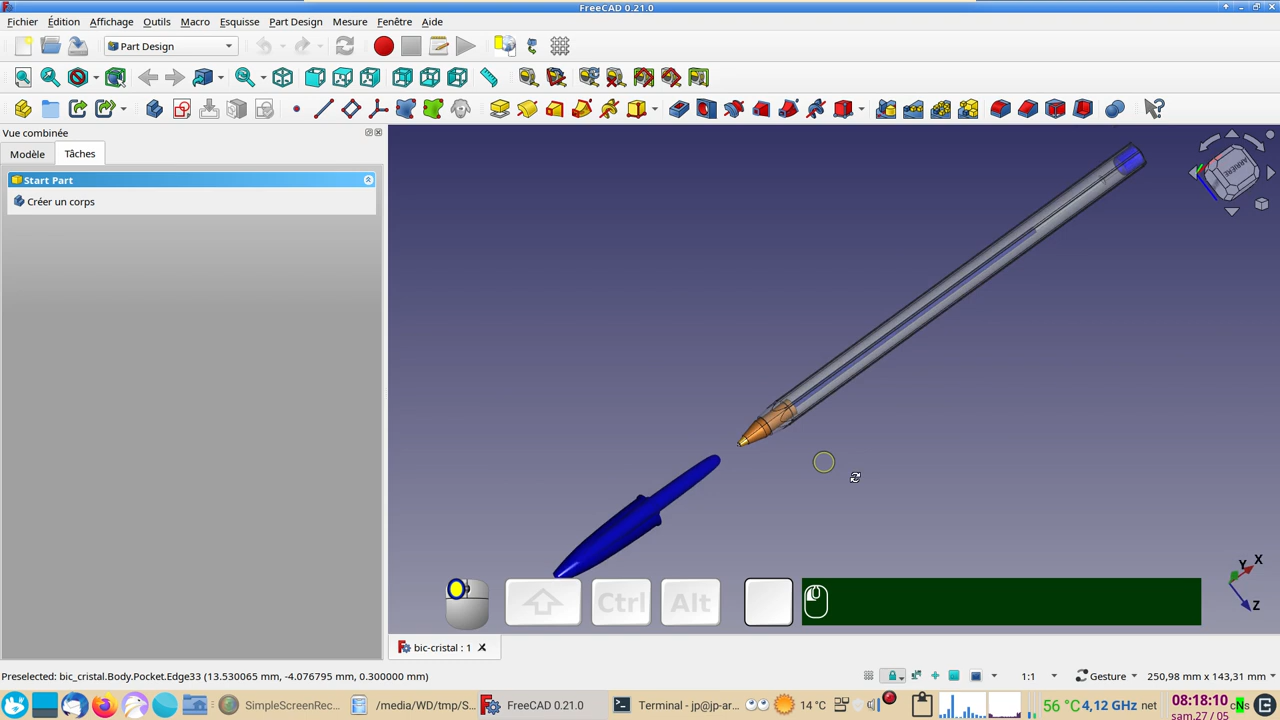 FreeCAD 0.21.0
Fichier Édition Affichage Outils Macro Esquisse Part Design Mesure Fenêtre Aide
Part Design
Vue combinée
Modèle Tâches
Start Part
Créer un corps
X
Y
Z
Ctrl Alt
bic-cristal : 1
Preselected: bic_cristal.Body.Pocket.Edge33 (13.530065 mm, -4.076795 mm, 0.300000 mm)
1:1 Gesture 250,98 mm x 143,31 mm
SimpleScreenRec... /media/WD/tmp/S... FreeCAD 0.21.0 Terminal - jp@jp-ar... 14 °C 56 °C 4,12 GHz net 08:18:10
sam. 27/05